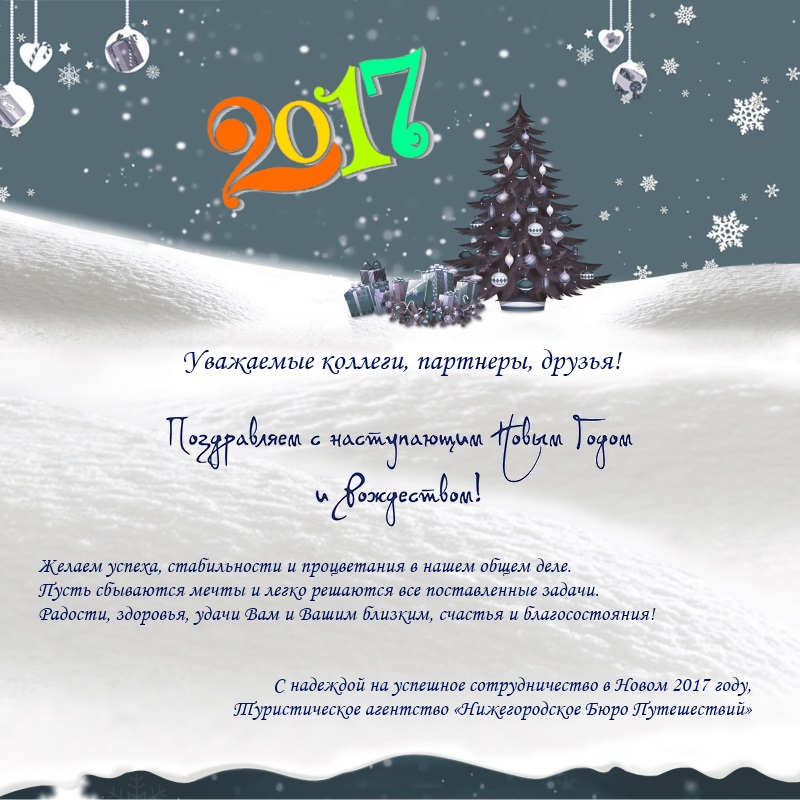 2017
Уважаемые коллеги, партнеры, друзья!
Поздравляем с наступающим Новым Годом
и Рождеством!
Желаем успеха, стабильности и процветания в нашем общем деле.
Пусть сбываются мечты и легко решаются все поставленные задачи.
Радости, здоровья, удачи Вам и Вашим близким, счастья и благосостояния!
С надеждой на успешное сотрудничество в Новом 2017 году,
Туристическое агентство «Нижегородское Бюро Путешествий»